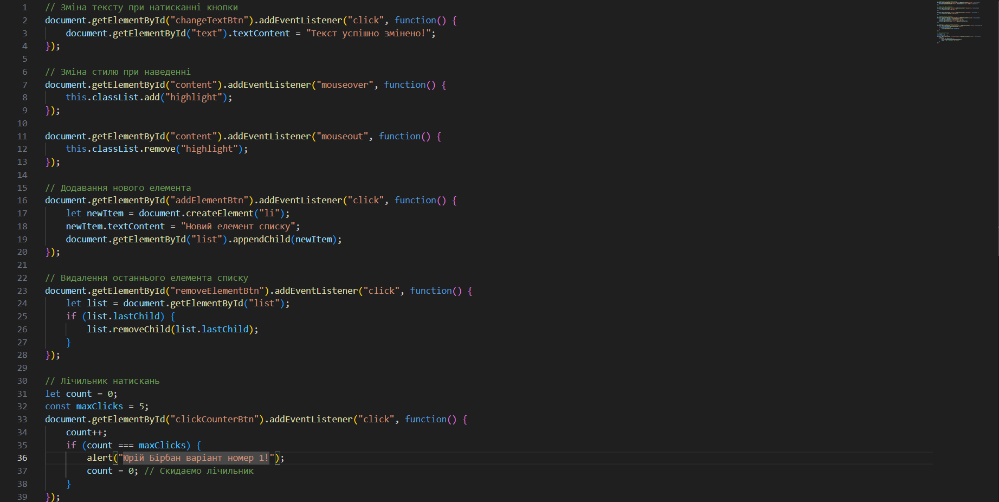 1 // Зміна тексту при натисканні кнопки
2 document.getElementById("changeTextBtn").addEventListener("click", function() {
3     document.getElementById("text").textContent = "Текст успішно змінено!";
4 });
5
6 // Зміна стилю при наведенні
7 document.getElementById("content").addEventListener("mouseover", function() {
8     this.classList.add("highlight");
9 });
10
11 document.getElementById("content").addEventListener("mouseout", function() {
12     this.classList.remove("highlight");
13 });
14
15 // Додавання нового елемента
16 document.getElementById("addElementBtn").addEventListener("click", function() {
17     let newItem = document.createElement("li");
18     newItem.textContent = "Новий елемент списку";
19     document.getElementById("list").appendChild(newItem);
20 });
21
22 // Видалення останнього елемента списку
23 document.getElementById("removeElementBtn").addEventListener("click", function() {
24     let list = document.getElementById("list");
25     if (list.lastChild) {
26         list.removeChild(list.lastChild);
27     }
28 });
29
30 // Лічильник натискань
31 let count = 0;
32 const maxClicks = 5;
33 document.getElementById("clickCounterBtn").addEventListener("click", function() {
34     count++;
35     if (count === maxClicks) {
36         alert("Юрій Бірбан варіант номер 1!");
37         count = 0; // Скидаємо лічильник
38     }
39 });